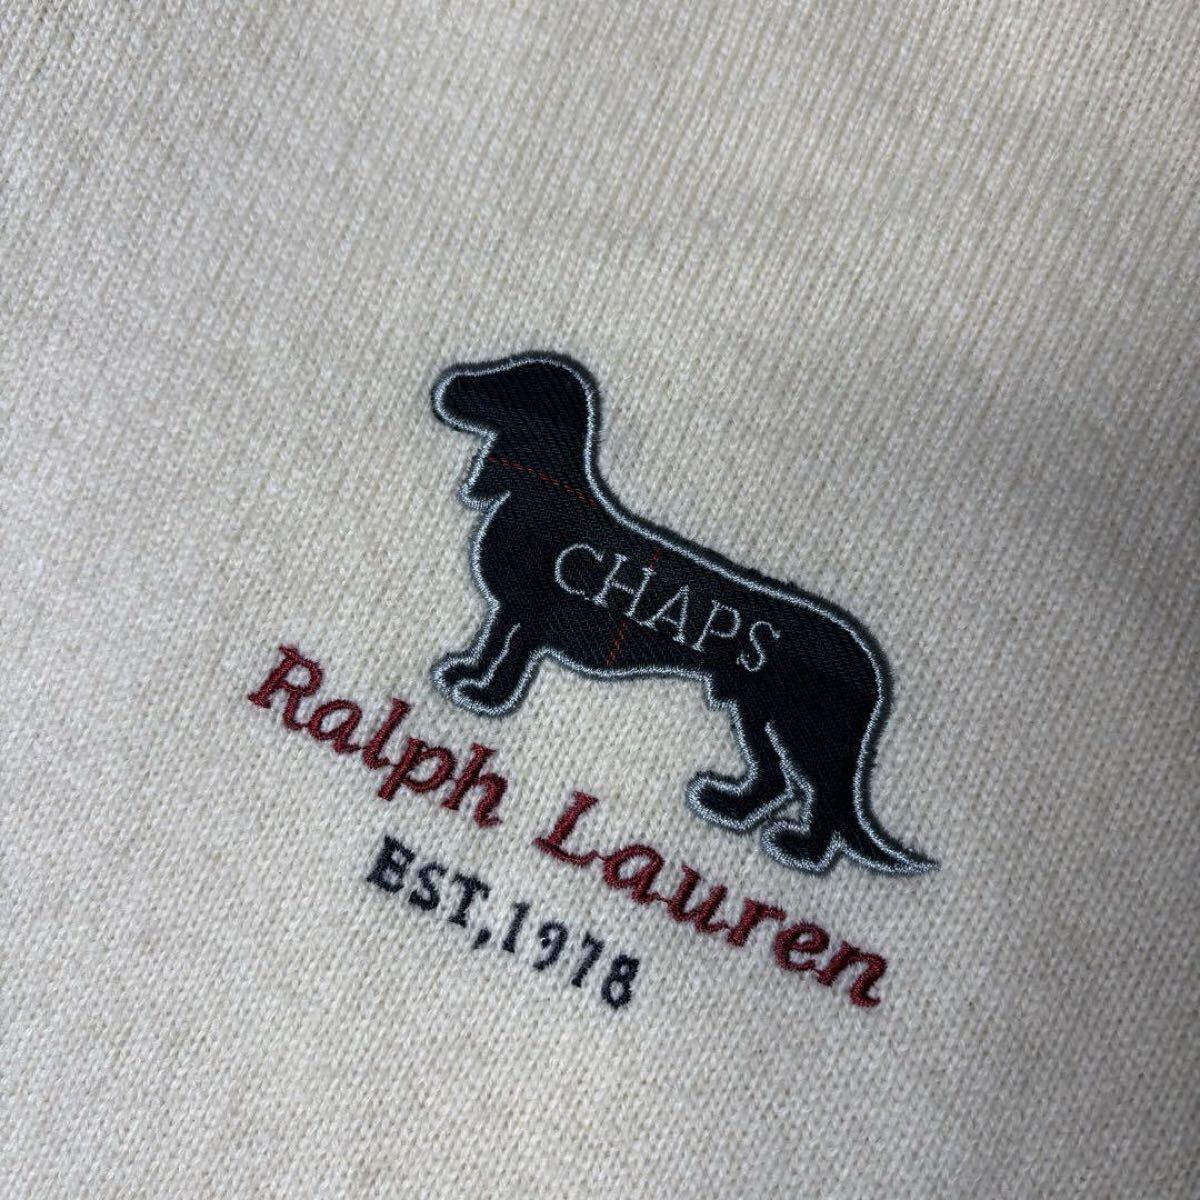 CHAPS
Ralph Lauren
EST,1978